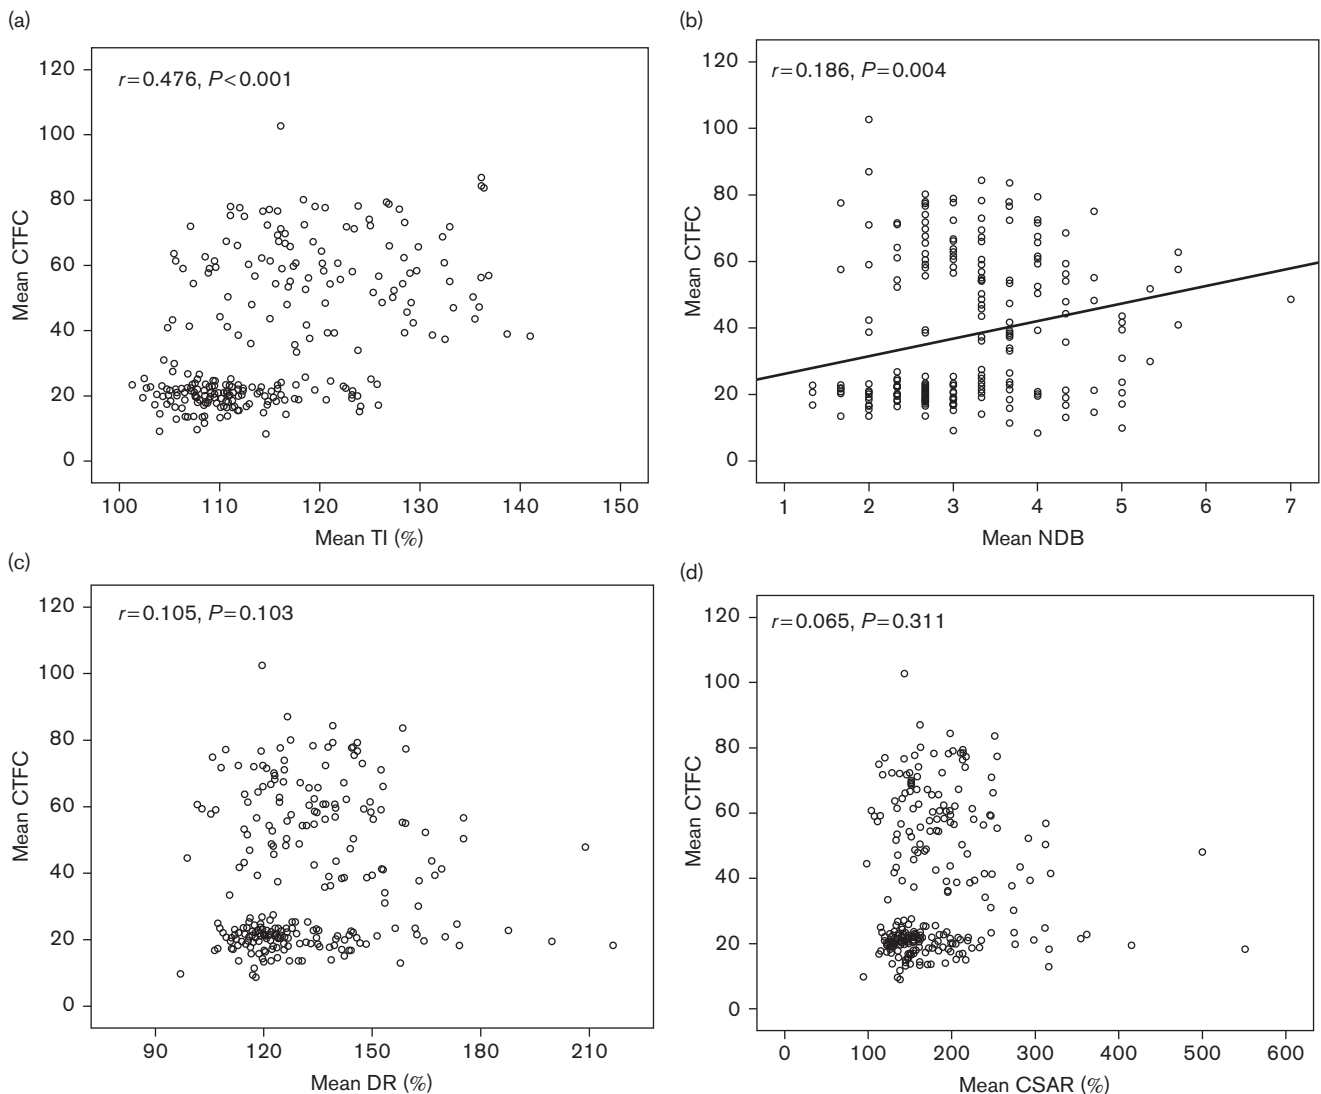 (a)
r=0.476, P<0.001
120
100
80
60
40
20
0
Mean CTFC
100 110 120 130 140 150
Mean TI (%)
(b)
r=0.186, P=0.004
120
100
80
60
40
20
0
Mean CTFC
1 2 3 4 5 6 7
Mean NDB
(c)
r=0.105, P=0.103
120
100
80
60
40
20
0
Mean CTFC
90 120 150 180 210
Mean DR (%)
(d)
r=0.065, P=0.311
120
100
80
60
40
20
0
Mean CTFC
0 100 200 300 400 500 600
Mean CSAR (%)